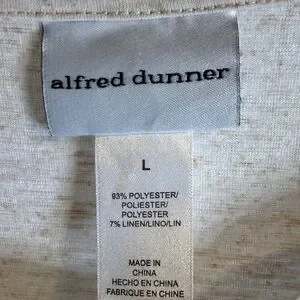 alfred dunner
L
93% POLYESTER/
POLIESTER/
POLYESTER
7% LINEN/LINO/LIN
MADE IN
CHINA
HECHO EN CHINA
FABRIQUE EN CHINE